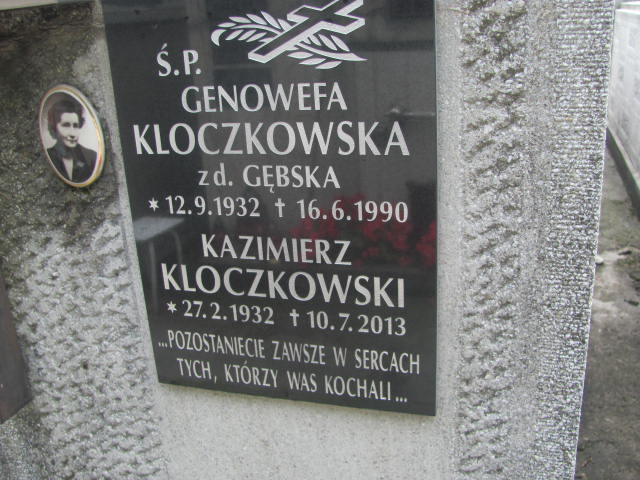 Ś.P.
GENOWEFA
KLOCZKOWSKA
zd. GĘBSKA
* 12.9.1932 † 16.6.1990
KAZIMIERZ
KLOCZKOWSKI
* 27.2.1932 † 10.7.2013
...POZOSTANIECIE ZAWSZE W SERCACH
TYCH, KTÓRZY WAS KOCHALI...